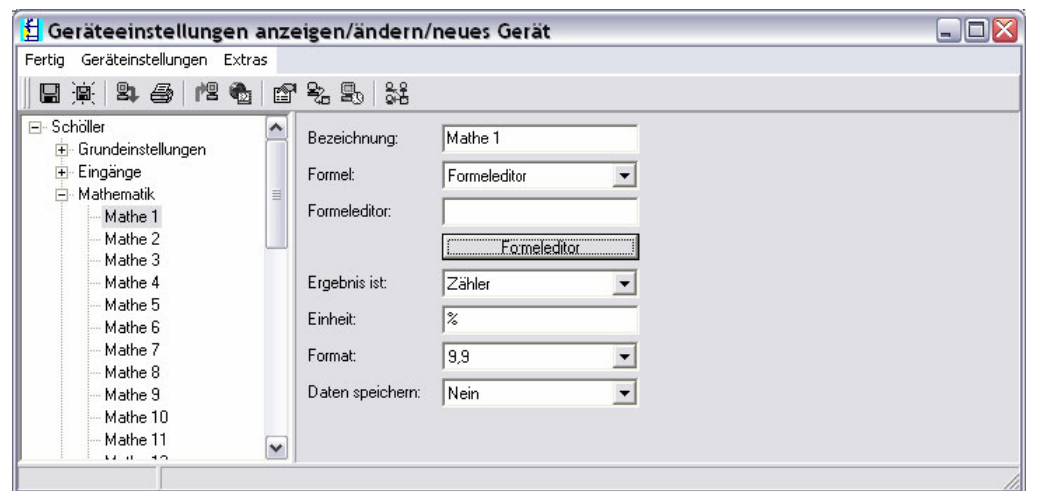 Geräteeinstellungen anzeigen/ändern/neues Gerät
Fertig Geräteinstellungen Extras
Schöller
Grundeinstellungen
Eingänge
Mathematik
Mathe 1
Mathe 2
Mathe 3
Mathe 4
Mathe 5
Mathe 6
Mathe 7
Mathe 8
Mathe 9
Mathe 10
Mathe 11
Bezeichnung: Mathe 1
Formel: Formeleditor
Formeleditor:
Formeleditor
Ergebnis ist: Zähler
Einheit: %
Format: 9,9
Daten speichern: Nein